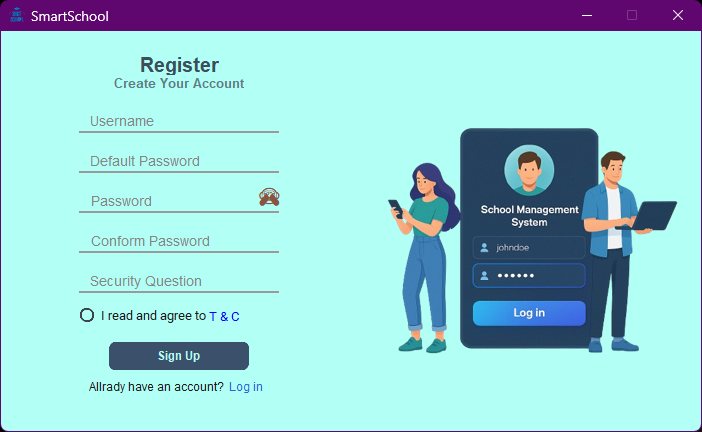 SmartSchool
Register
Create Your Account
Username
Default Password
Password
Conform Password
Security Question
I read and agree to T & C
Sign Up
Allrady have an account? Log in
School Management
System
johndoe
Log in